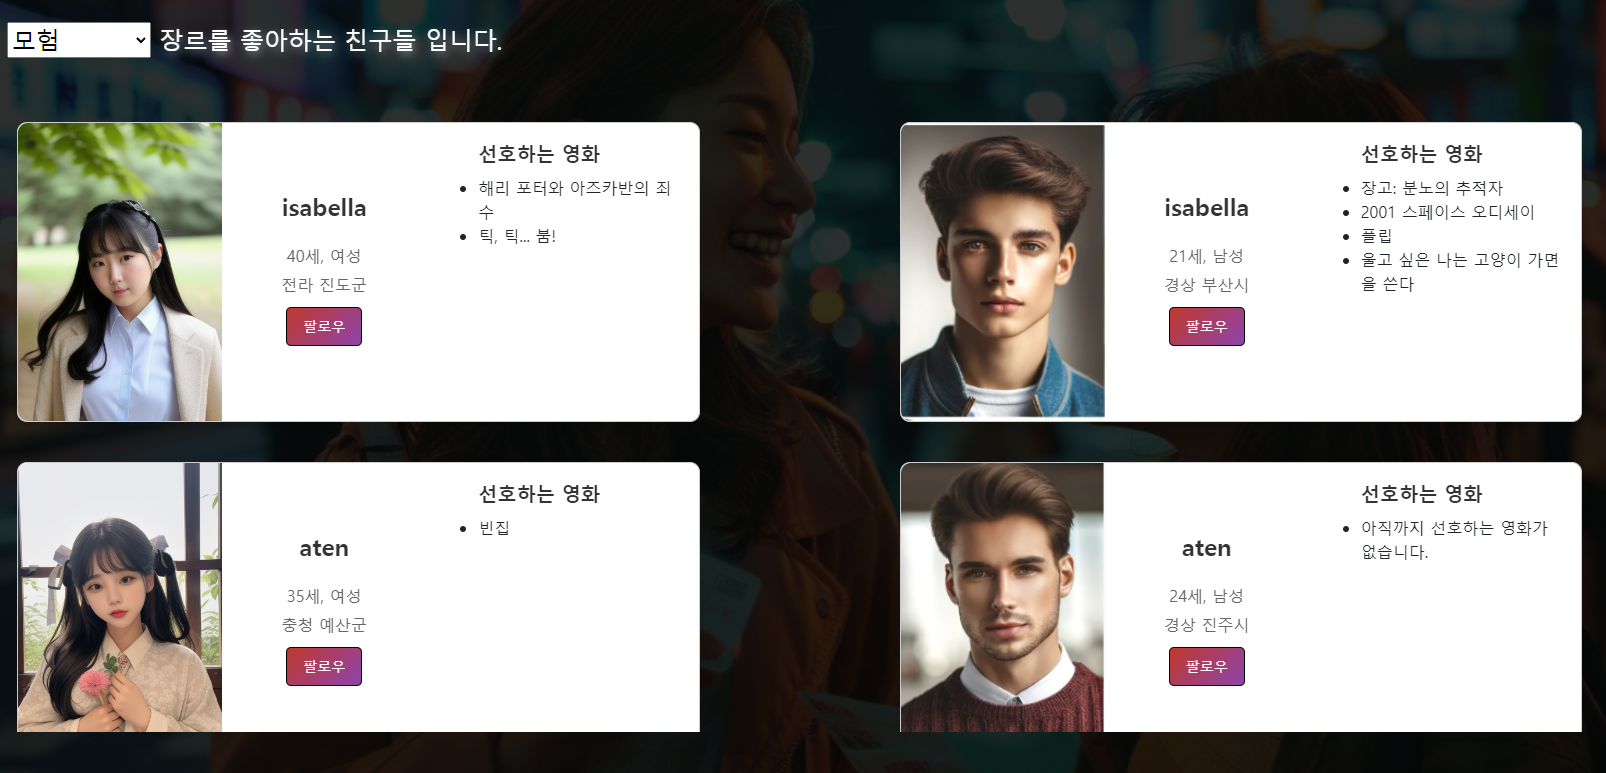 모험 장르를 좋아하는 친구들 입니다.
isabella
40세, 여성
전라 진도군
팔로우
선호하는 영화
해리 포터와 아즈카반의 죄
수
틱, 틱... 붐!
isabella
21세, 남성
경상 부산시
팔로우
선호하는 영화
장고: 분노의 추적자
2001 스페이스 오디세이
플립
울고 싶은 나는 고양이 가면
을 쓴다
aten
35세, 여성
충청 예산군
팔로우
선호하는 영화
빈집
aten
24세, 남성
경상 진주시
팔로우
선호하는 영화
아직까지 선호하는 영화가
없습니다.